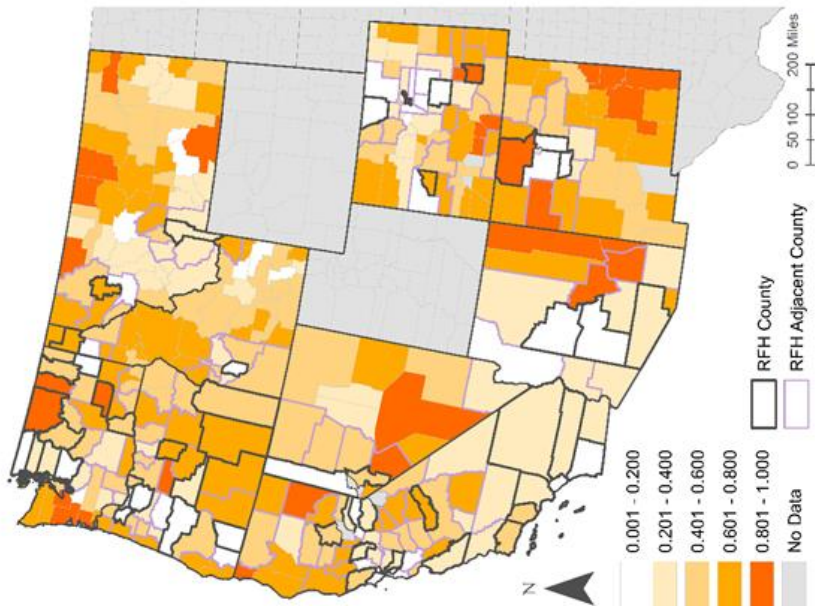 N
0.001 - 0.200
0.201 - 0.400
0.401 - 0.600
0.601 - 0.800
0.801 - 1.000
No Data
RFH County
RFH Adjacent County
0 50 100 200 Miles